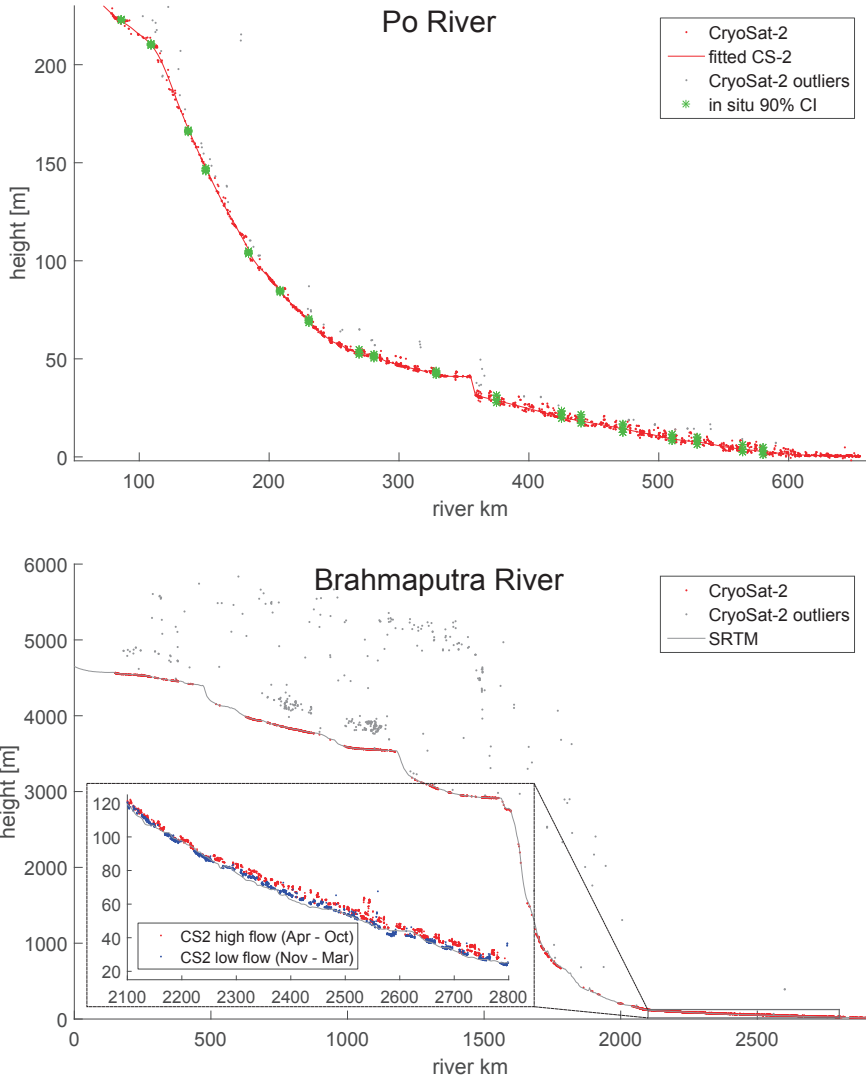 Po River
CryoSat-2
fitted CS-2
CryoSat-2 outliers
in situ 90% CI
height [m]
200
150
100
50
0
100 200 300 400 500 600
river km
Brahmaputra River
CryoSat-2
CryoSat-2 outliers
SRTM
height [m]
6000
5000
4000
3000
2000
1000
0
120
100
80
60
40
20
CS2 high flow (Apr - Oct)
CS2 low flow (Nov - Mar)
2100 2200 2300 2400 2500 2600 2700 2800
0 500 1000 1500 2000 2500
river km